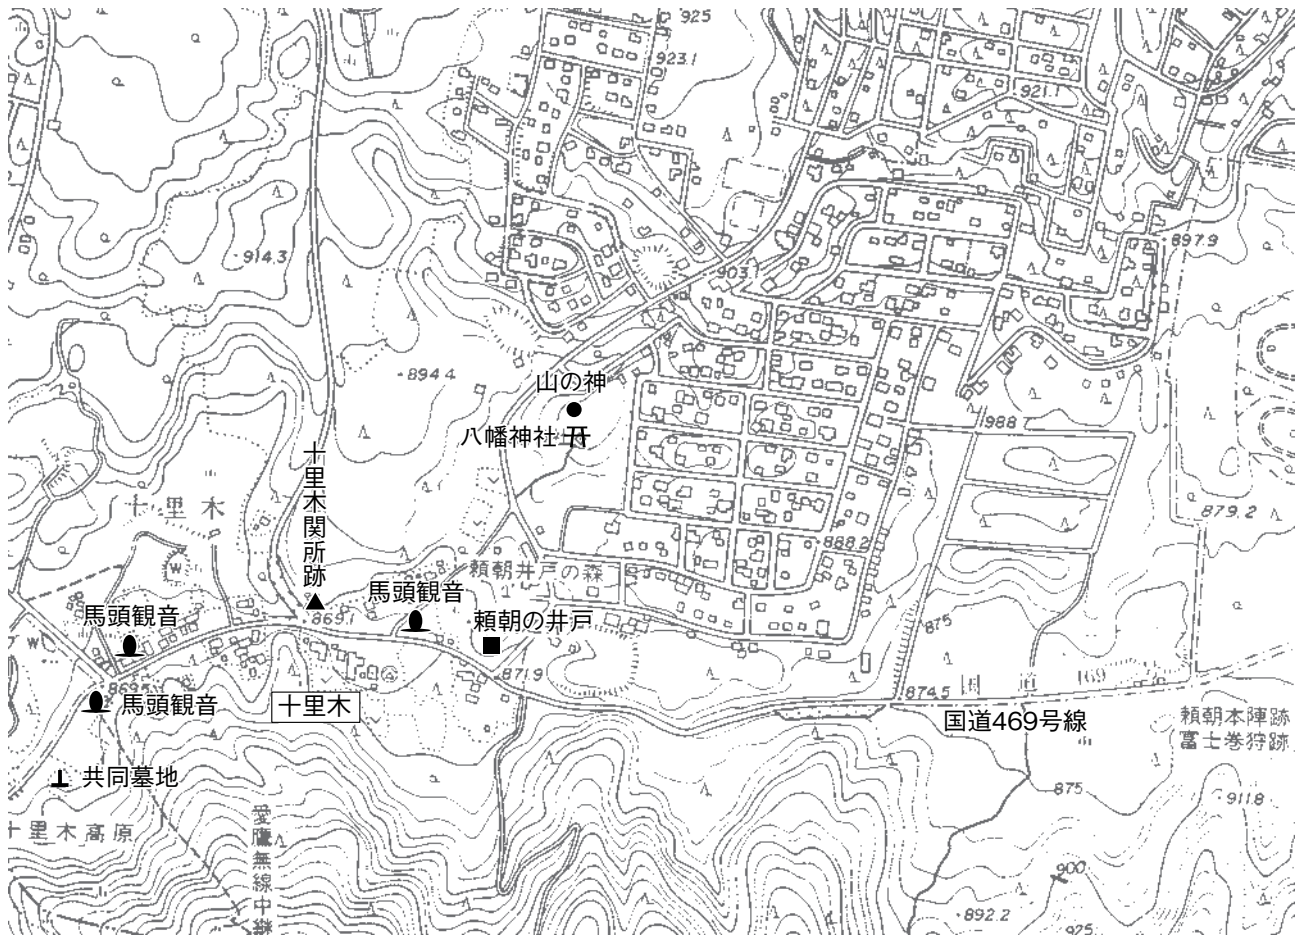 925
923.1
921.1
897.9
914.3
903.1
894.4
山の神
八幡神社
988
十里木関所跡
十里木
879.2
888.2
頼朝井戸の森
馬頭観音
馬頭観音
869.1
頼朝の井戸
875
871.9
馬頭観音
十里木
874.5
国道469号線
頼朝本陣跡
富士巻狩跡
共同墓地
875
911.8
十里木高原
愛鷹無線中継
900
892.2
925